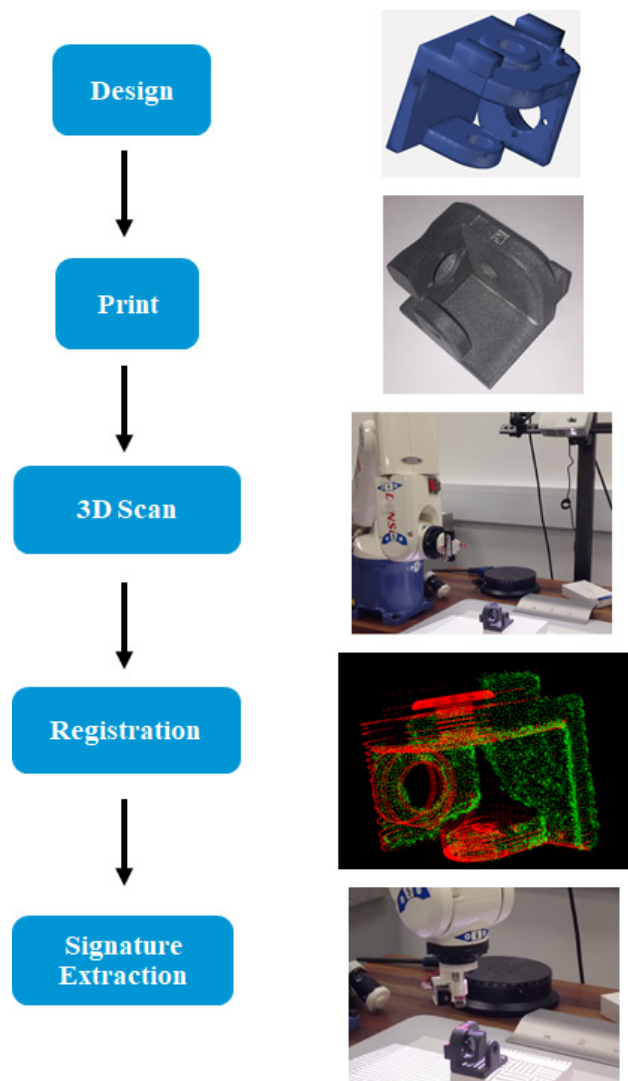 Design
Print
3D Scan
Registration
Signature
Extraction